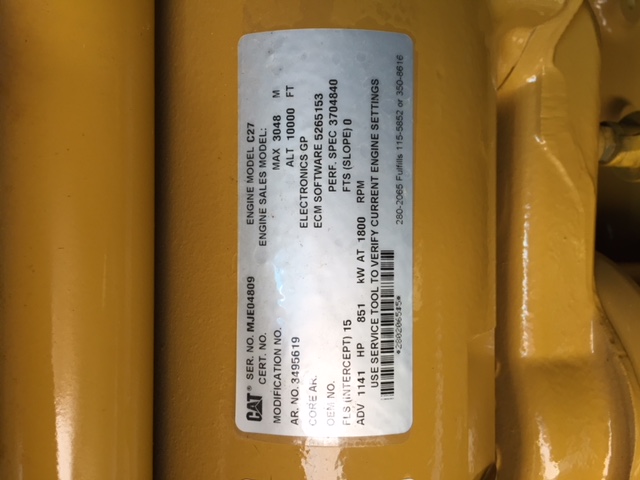 CAT® SER. NO. MJE04809 ENGINE MODEL C27
CERT. NO. ENGINE SALES MODEL:
MODIFICATION NO. MAX 3048 M
AR. NO. 3495619 ALT 10000 FT
CORE AR. ELECTRONICS GP
OEM NO. ECM SOFTWARE 5265153
PERF. SPEC 3704840
FLS (INTERCEPT) 15 FTS (SLOPE) 0
ADV 1141 HP 851 kW AT 1800 RPM
USE SERVICE TOOL TO VERIFY CURRENT ENGINE SETTINGS
*2802065#5* 280-2065 Fulfills 115-5852 or 350-8616